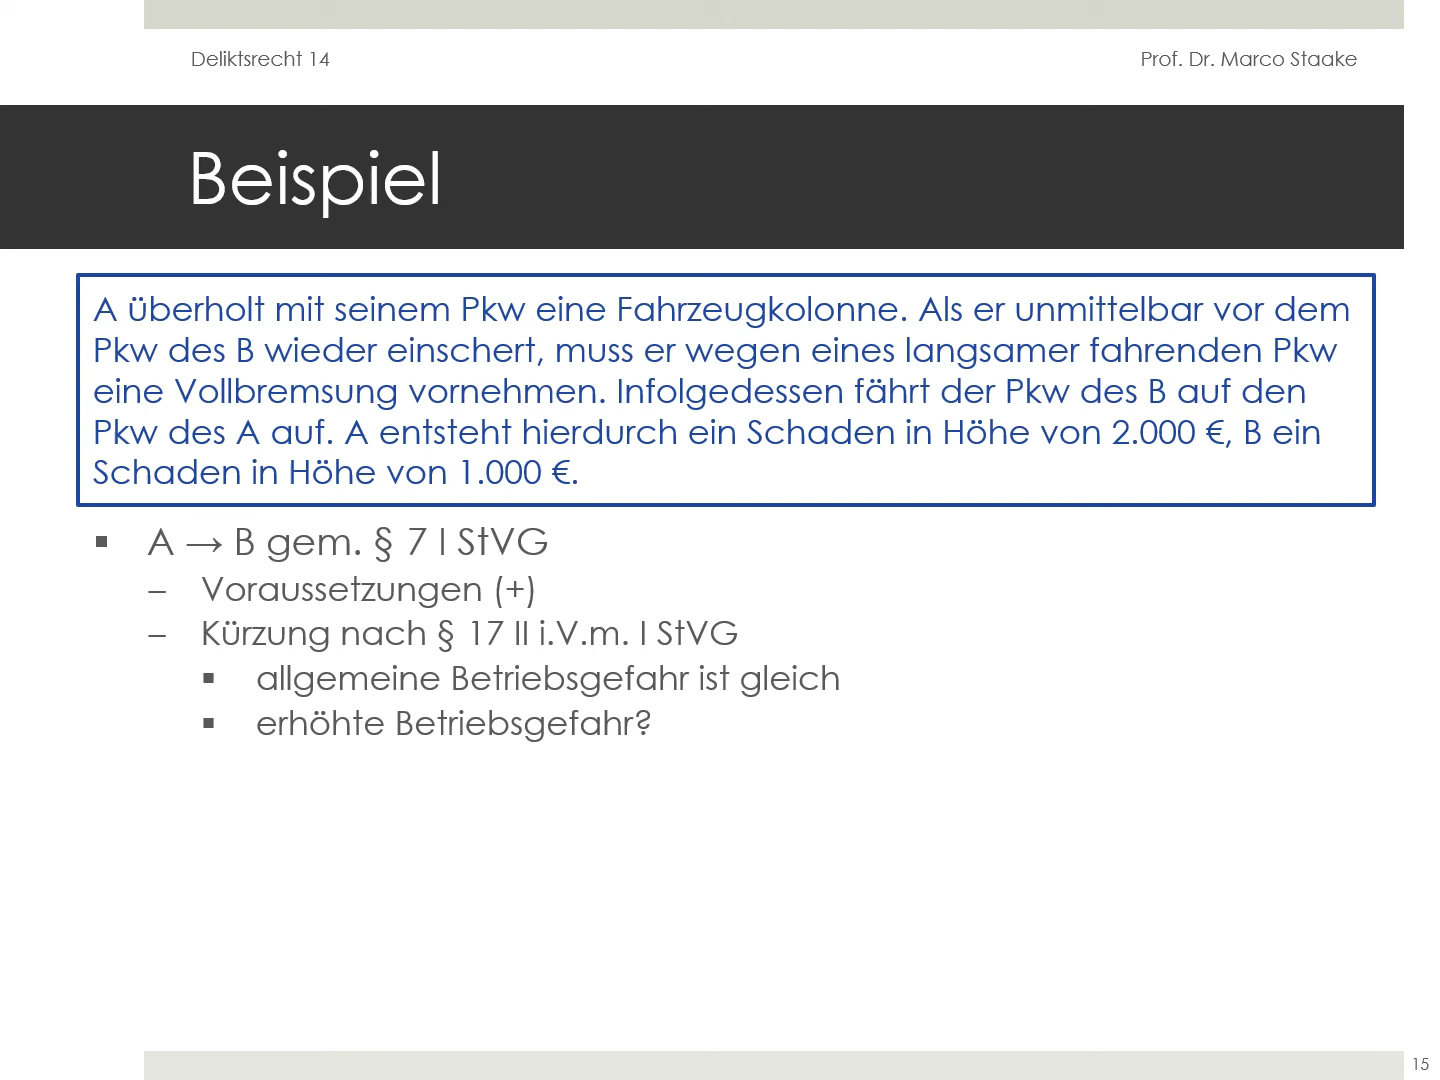 Deliktsrecht 14
Prof. Dr. Marco Staake
Beispiel
A überholt mit seinem Pkw eine Fahrzeugkolonne. Als er unmittelbar vor dem
Pkw des B wieder einschert, muss er wegen eines langsamer fahrenden Pkw
eine Vollbremsung vornehmen. Infolgedessen fährt der Pkw des B auf den
Pkw des A auf. A entsteht hierdurch ein Schaden in Höhe von 2.000 €, B ein
Schaden in Höhe von 1.000 €.
▪ A → B gem. § 7 I StVG
– Voraussetzungen (+)
– Kürzung nach § 17 II i.V.m. I StVG
▪ allgemeine Betriebsgefahr ist gleich
▪ erhöhte Betriebsgefahr?
15